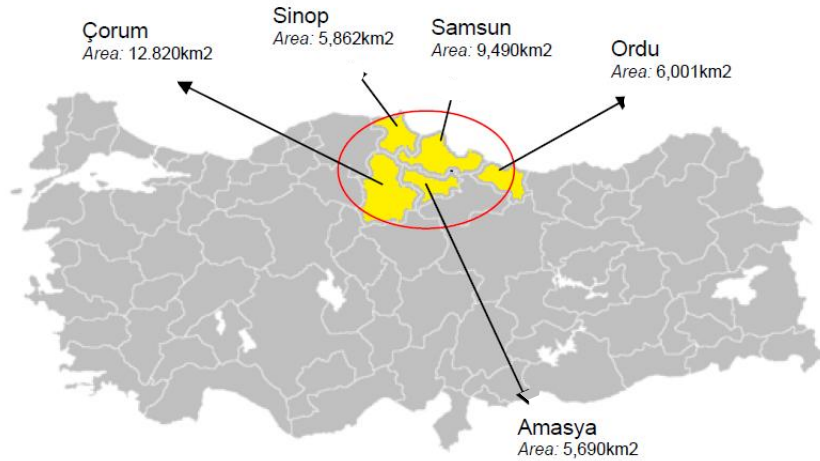 Çorum
Area: 12.820km2
Sinop
Area: 5,862km2
Samsun
Area: 9,490km2
Ordu
Area: 6,001km2
Amasya
Area: 5,690km2